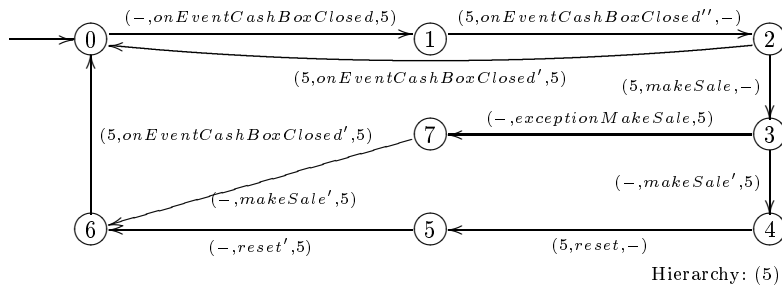 (-,onEventCashBoxClosed,5) (5,onEventCashBoxClosed'',-)
0 1 2
(5,onEventCashBoxClosed',5) (5,makeSale,-)
(-,exceptionMakeSale,5)
(5,onEventCashBoxClosed',5) 7 3
(-,makeSale',5) (-,makeSale',5)
6 5 4
(-,reset',5) (5,reset,-)
Hierarchy: (5)